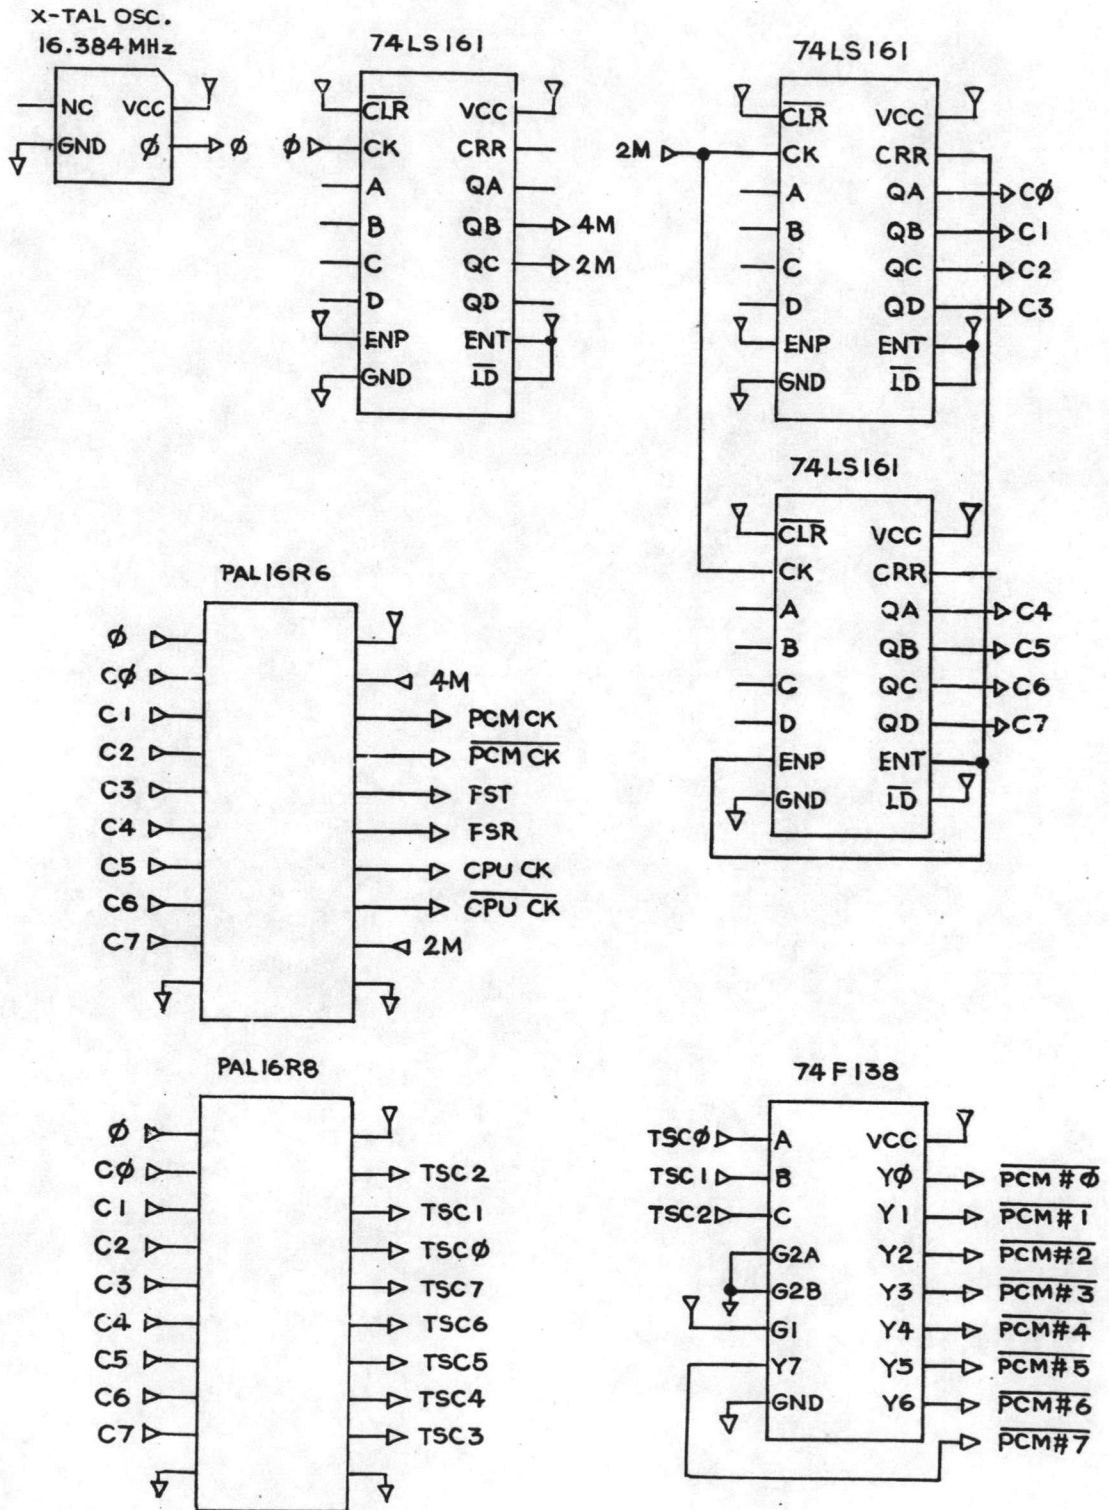 X-TAL OSC.
16.384MHz
NC VCC
GND Ø Ø
74LS161
CLR VCC
Ø CK CRR
A QA
B QB 4M
C QC 2M
D QD
ENP ENT
GND LD
74LS161
CLR VCC
2M CK CRR
A QA CØ
B QB C1
C QC C2
D QD C3
ENP ENT
GND LD
74LS161
CLR VCC
CK CRR
A QA C4
B QB C5
C QC C6
D QD C7
ENP ENT
GND LD
PAL16R6
Ø
CØ 4M
C1 PCM CK
C2 PCM CK
C3 FST
C4 FSR
C5 CPU CK
C6 CPU CK
C7 2M
PAL16R8
Ø
CØ TSC2
C1 TSC1
C2 TSCØ
C3 TSC7
C4 TSC6
C5 TSC5
C6 TSC4
C7 TSC3
74F138
TSCØ A VCC
TSC1 B YØ PCM#Ø
TSC2 C Y1 PCM#1
G2A Y2 PCM#2
G2B Y3 PCM#3
G1 Y4 PCM#4
Y7 Y5 PCM#5
GND Y6 PCM#6
PCM#7